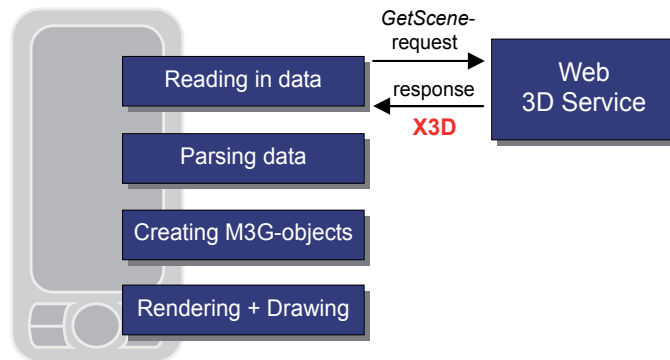 GetScene-
request
Reading in data
Web
3D Service
response
X3D
Parsing data
Creating M3G-objects
Rendering + Drawing